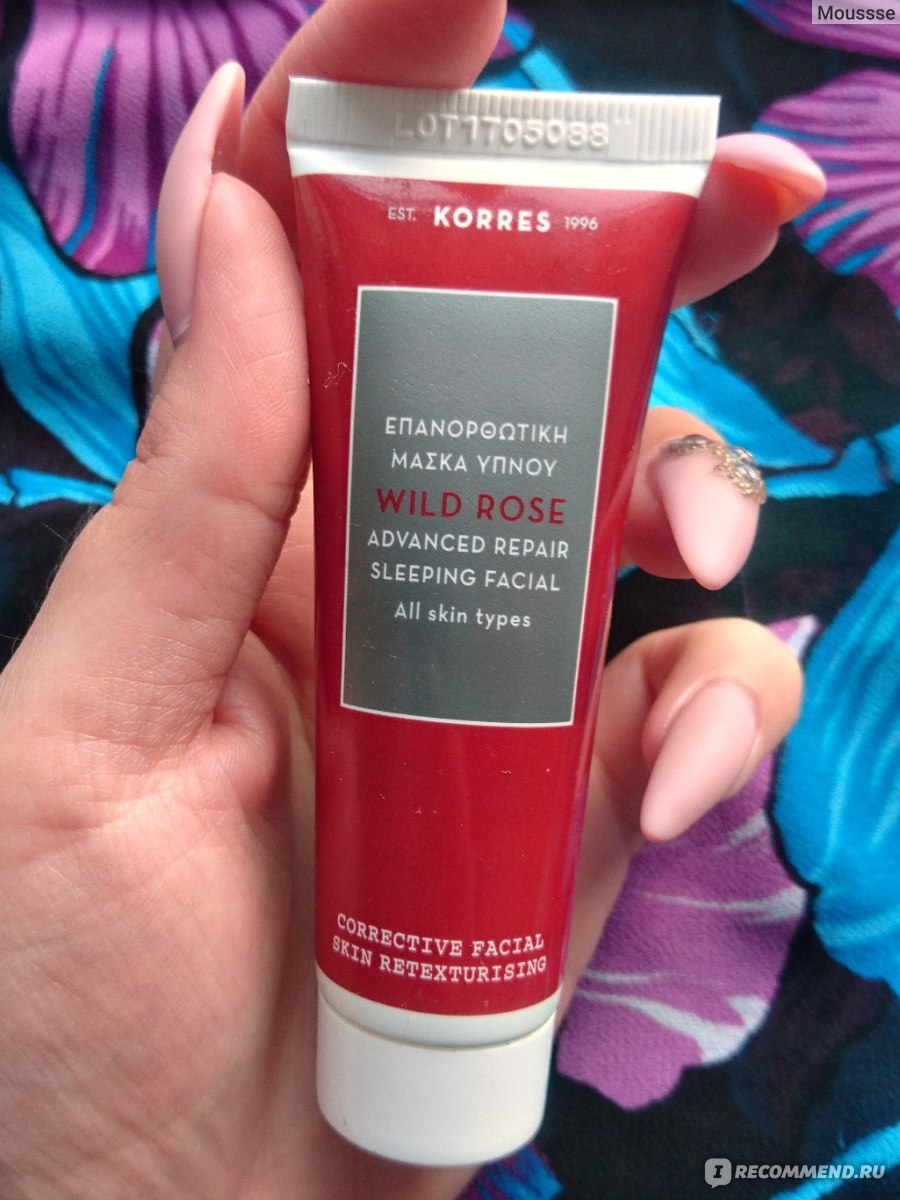 Moussse
LOT1705088
EST. KORRES 1996
ΕΠΑΝΟΡΘΩΤΙΚΗ
ΜΑΣΚΑ ΥΠΝΟΥ
WILD ROSE
ADVANCED REPAIR
SLEEPING FACIAL
All skin types
CORRECTIVE FACIAL
SKIN RETEXTURISING
IRECOMMEND.RU